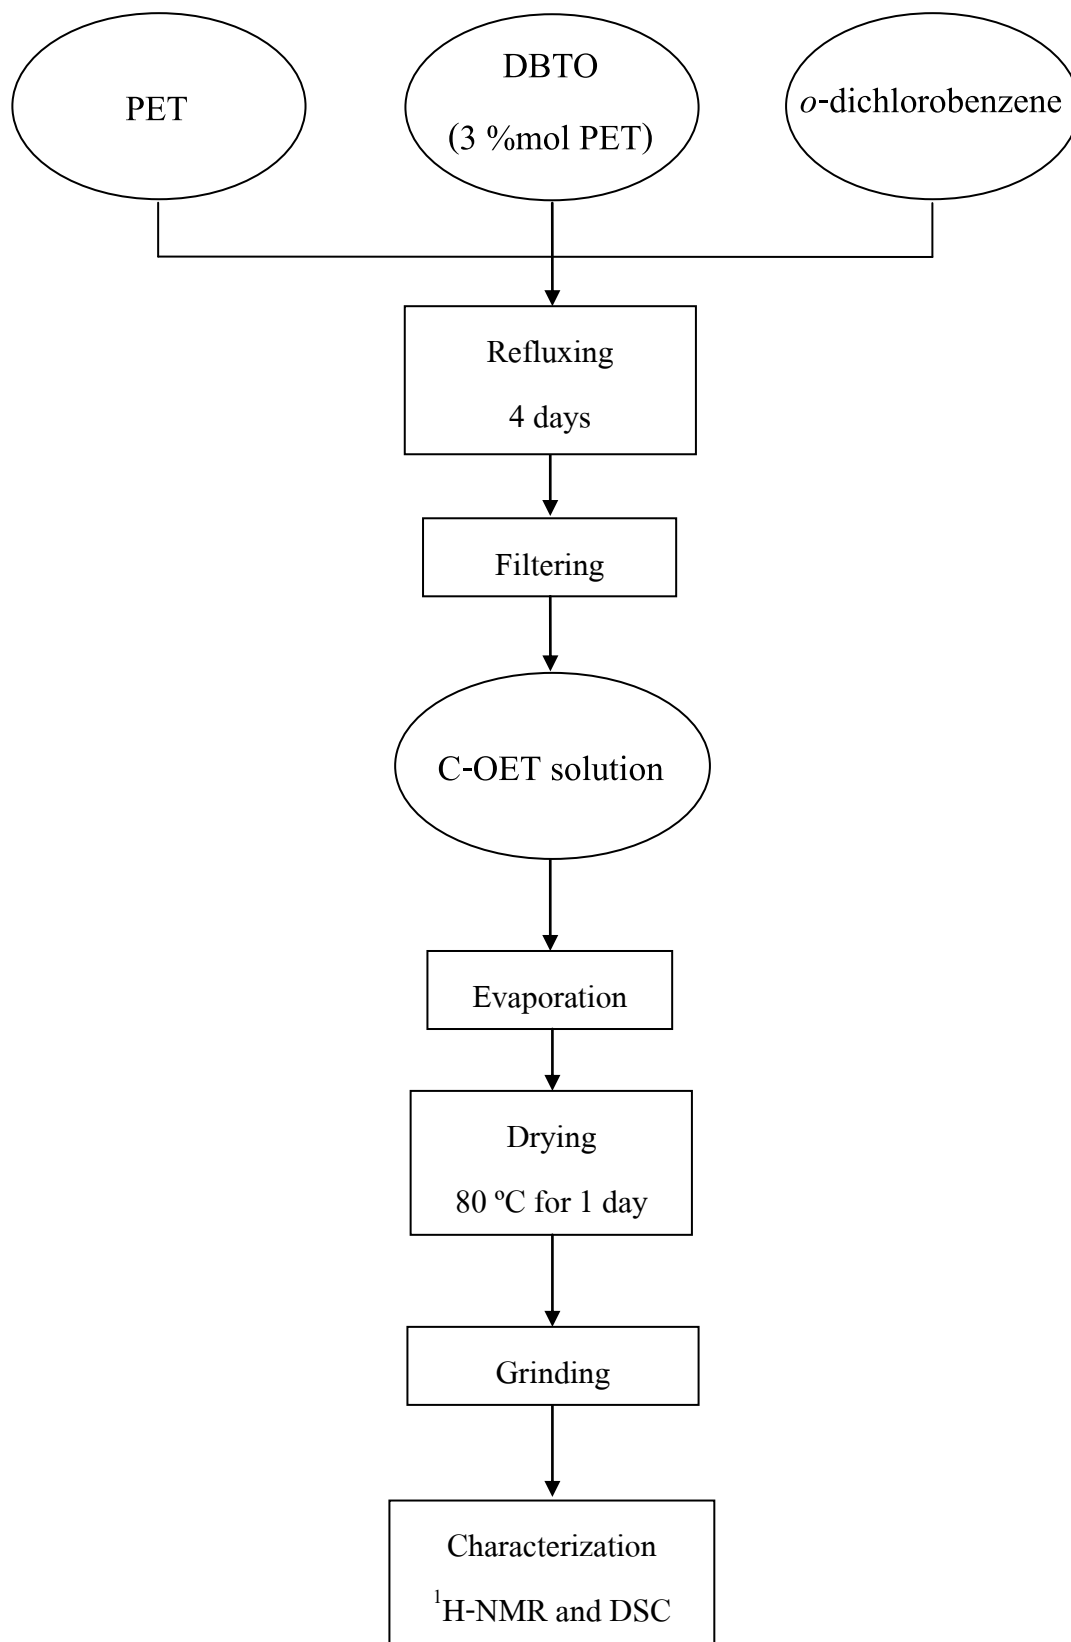 PET
DBTO
(3 %mol PET)
o-dichlorobenzene
Refluxing
4 days
Filtering
C-OET solution
Evaporation
Drying
80 ºC for 1 day
Grinding
Characterization
¹H-NMR and DSC